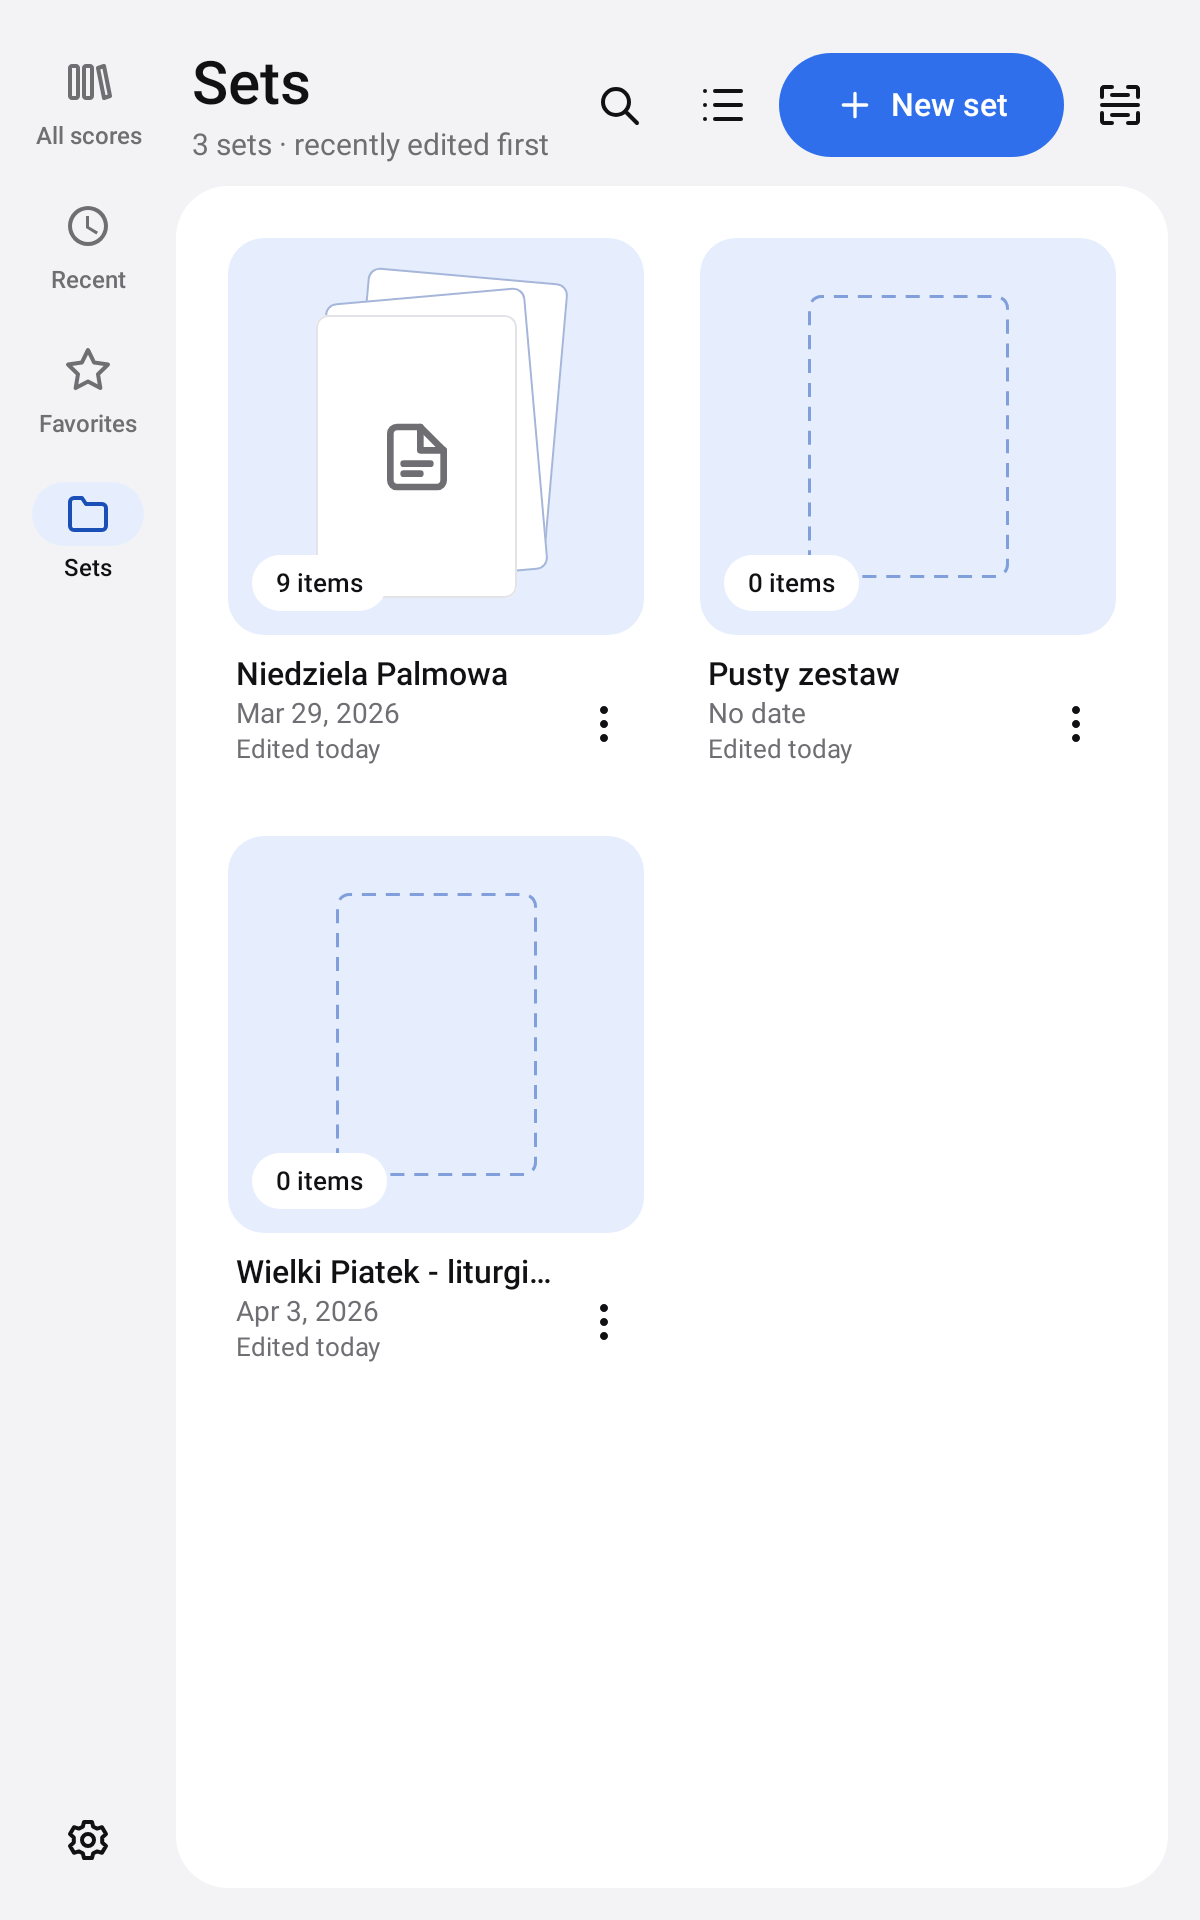 Sets
3 sets · recently edited first
New set
All scores
Recent
Favorites
Sets
9 items
Niedziela Palmowa
Mar 29, 2026
Edited today
0 items
Pusty zestaw
No date
Edited today
0 items
Wielki Piatek - liturgi...
Apr 3, 2026
Edited today